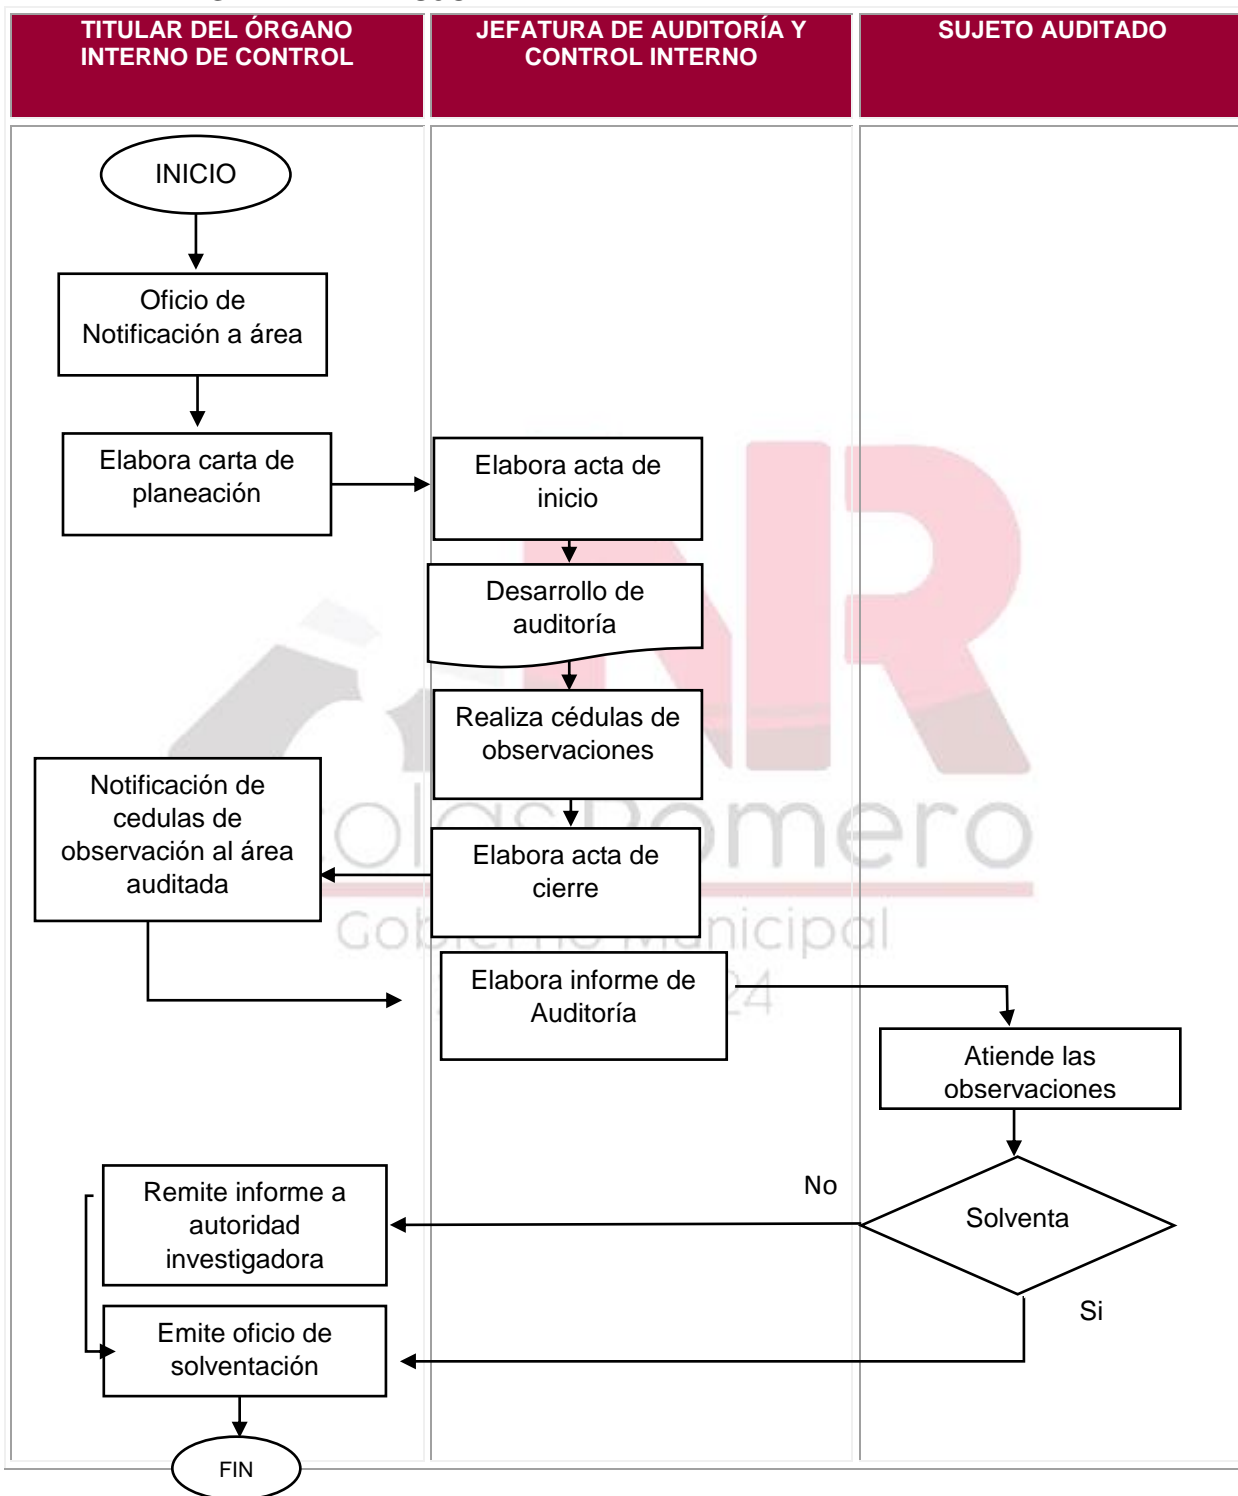 TITULAR DEL ÓRGANO
INTERNO DE CONTROL
JEFATURA DE AUDITORÍA Y
CONTROL INTERNO
SUJETO AUDITADO
INICIO
Oficio de
Notificación a área
Elabora carta de
planeación
Elabora acta de
inicio
Desarrollo de
auditoría
Realiza cédulas de
observaciones
Elabora acta de
cierre
Notificación de
cedulas de
observación al área
auditada
Elabora informe de
Auditoría
Atiende las
observaciones
Solventa
No
Si
Remite informe a
autoridad
investigadora
Emite oficio de
solventación
FIN
NR
Romero
Municipal